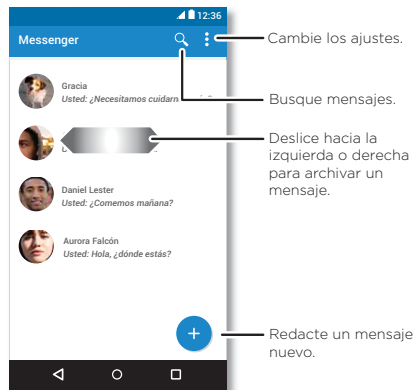 12:36
Messenger
Cambie los ajustes.
Gracia
Usted: ¿Necesitamos
Busque mensajes.
Deslice hacia la
izquierda o derecha
para archivar un
mensaje.
Daniel Lester
Usted: ¿Comemos mañana?
Aurora Falcón
Usted: Hola, ¿dónde estás?
Redacte un mensaje
nuevo.